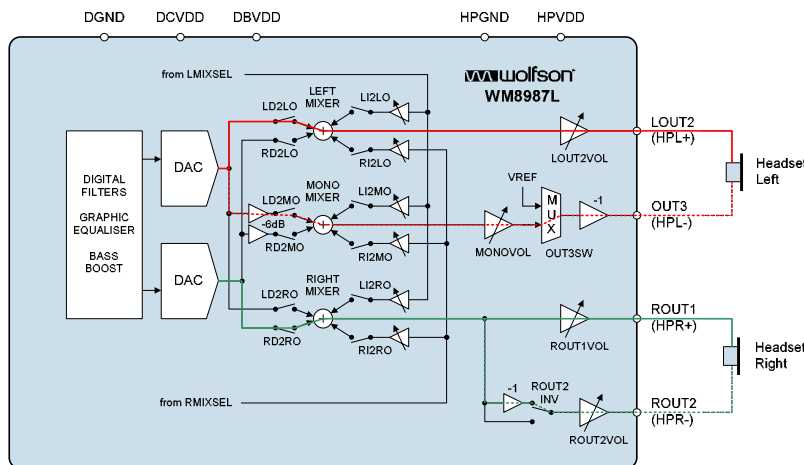 DGND DCVDD DBVDD HPGND HPVDD
from LMIXSEL
wolfson®
WM8987L
LEFT
MIXER
LD2LO
LI2LO
RD2LO
RI2LO
LOUT2VOL
LOUT2
(HPL+)
DAC
DIGITAL
FILTERS
GRAPHIC
EQUALISER
BASS
BOOST
Headset
Left
LD2MO
MONO
MIXER
LI2MO
-6dB
RD2MO
RI2MO
VREF
MUX
-1
MONOVOL
OUT3SW
OUT3
(HPL-)
DAC
LD2RO
RIGHT
MIXER
LI2RO
RD2RO
RI2RO
ROUT1VOL
ROUT1
(HPR+)
Headset
Right
-1
ROUT2
INV
ROUT2VOL
ROUT2
(HPR-)
from RMIXSEL